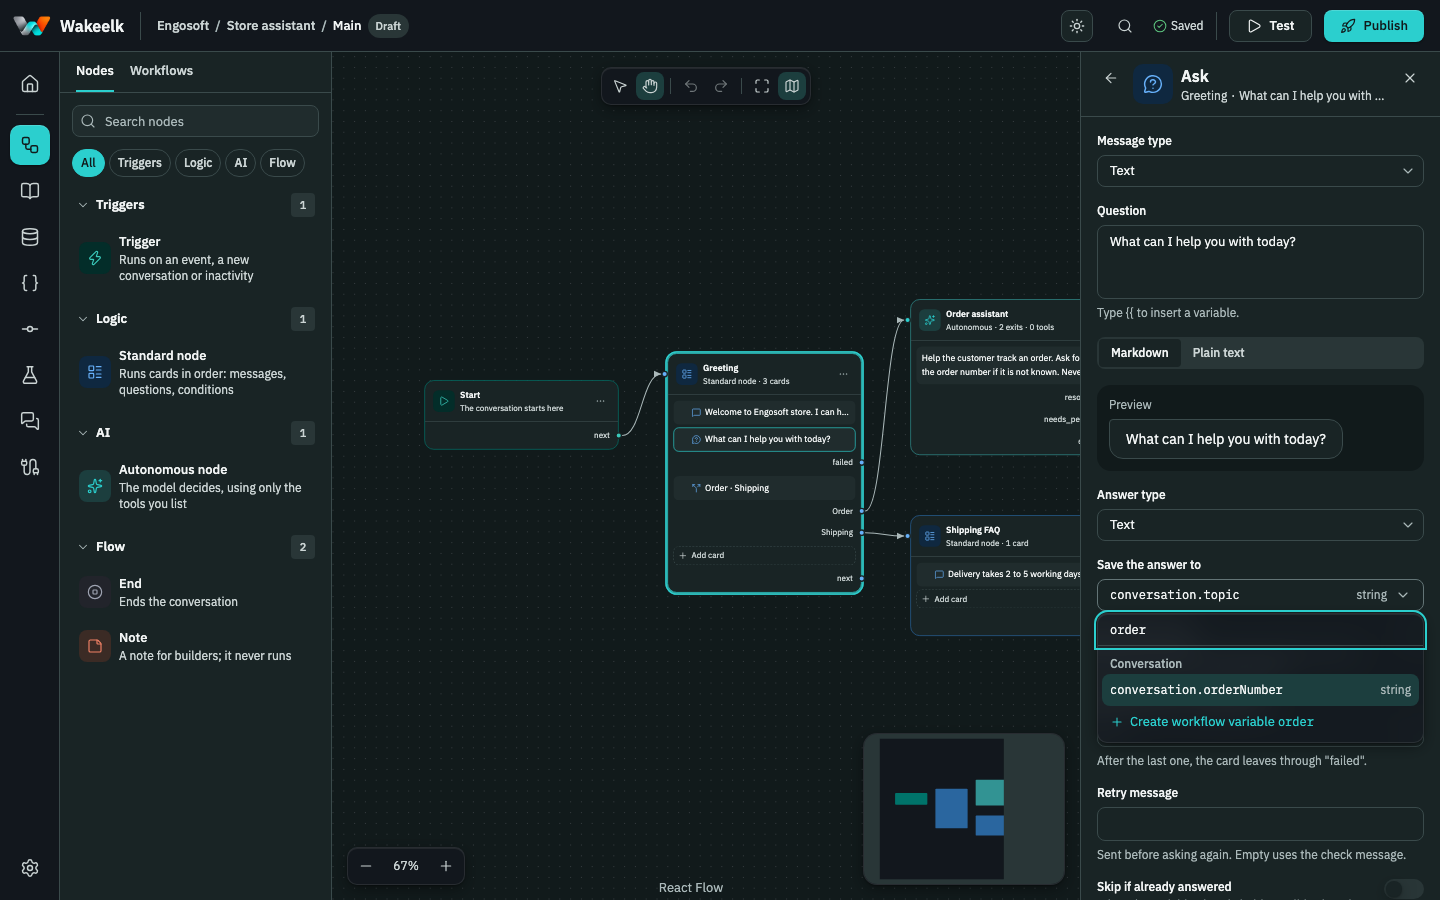 Wakeelk
Engosoft / Store assistant / Main Draft
Saved
Test
Publish
Nodes Workflows
Search nodes
All Triggers Logic AI Flow
Triggers 1
Trigger
Runs on an event, a new
conversation or inactivity
Logic 1
Standard node
Runs cards in order: messages,
questions, conditions
AI 1
Autonomous node
The model decides, using only the
tools you list
Flow 2
End
Ends the conversation
Note
A note for builders; it never runs
Start
The conversation starts here
next
Greeting
Standard node · 3 cards
Welcome to Engosoft store. I can h...
What can I help you with today?
failed
Order · Shipping
Order
Shipping
Add card
next
Order assistant
Autonomous · 2 exits · 0 tools
Help the customer track an order. Ask fo
the order number if it is not known. Neve
reso
needs_pe
Shipping FAQ
Standard node · 1 card
Delivery takes 2 to 5 working days
Add card
67%
React Flow
Ask
Greeting · What can I help you with ...
Message type
Text
Question
What can I help you with today?
Type {{ to insert a variable.
Markdown Plain text
Preview
What can I help you with today?
Answer type
Text
Save the answer to
conversation.topic string
order
Conversation
conversation.orderNumber string
Create workflow variable order
After the last one, the card leaves through "failed".
Retry message
Sent before asking again. Empty uses the check message.
Skip if already answered